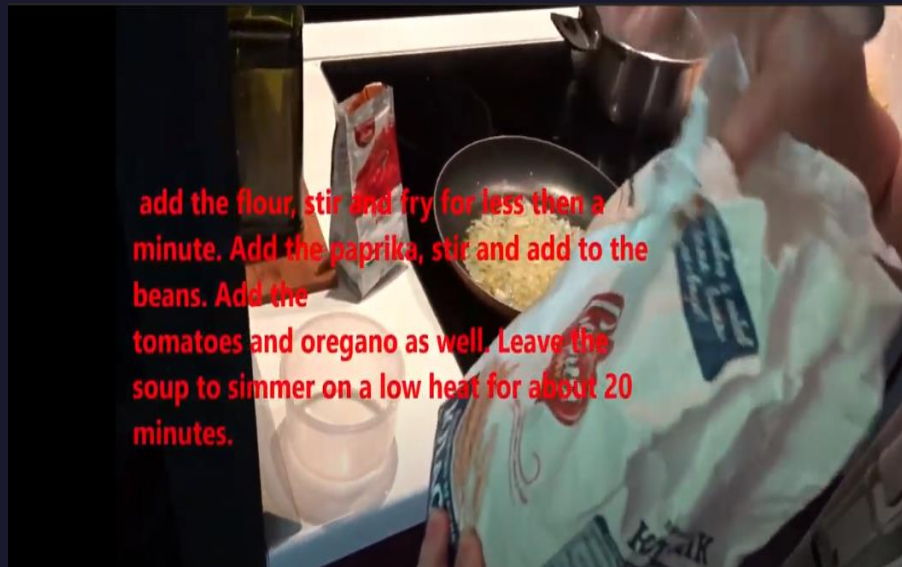 add the flour, stir and fry for less then a
minute. Add the paprika, stir and add to the
beans. Add the
tomatoes and oregano as well. Leave the
soup to simmer on a low heat for about 20
minutes.